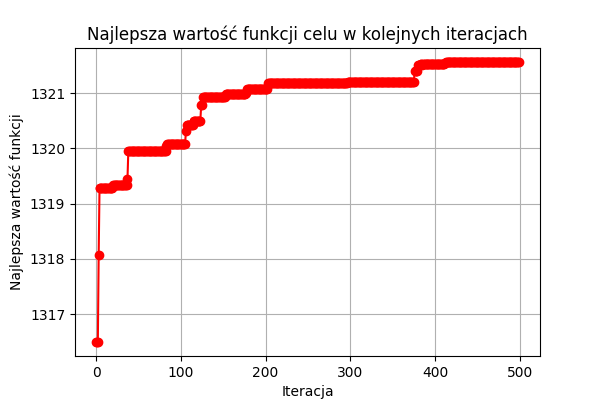 Najlepsza wartość funkcji celu w kolejnych iteracjach
Najlepsza wartość funkcji
1321
1320
1319
1318
1317
0 100 200 300 400 500
Iteracja